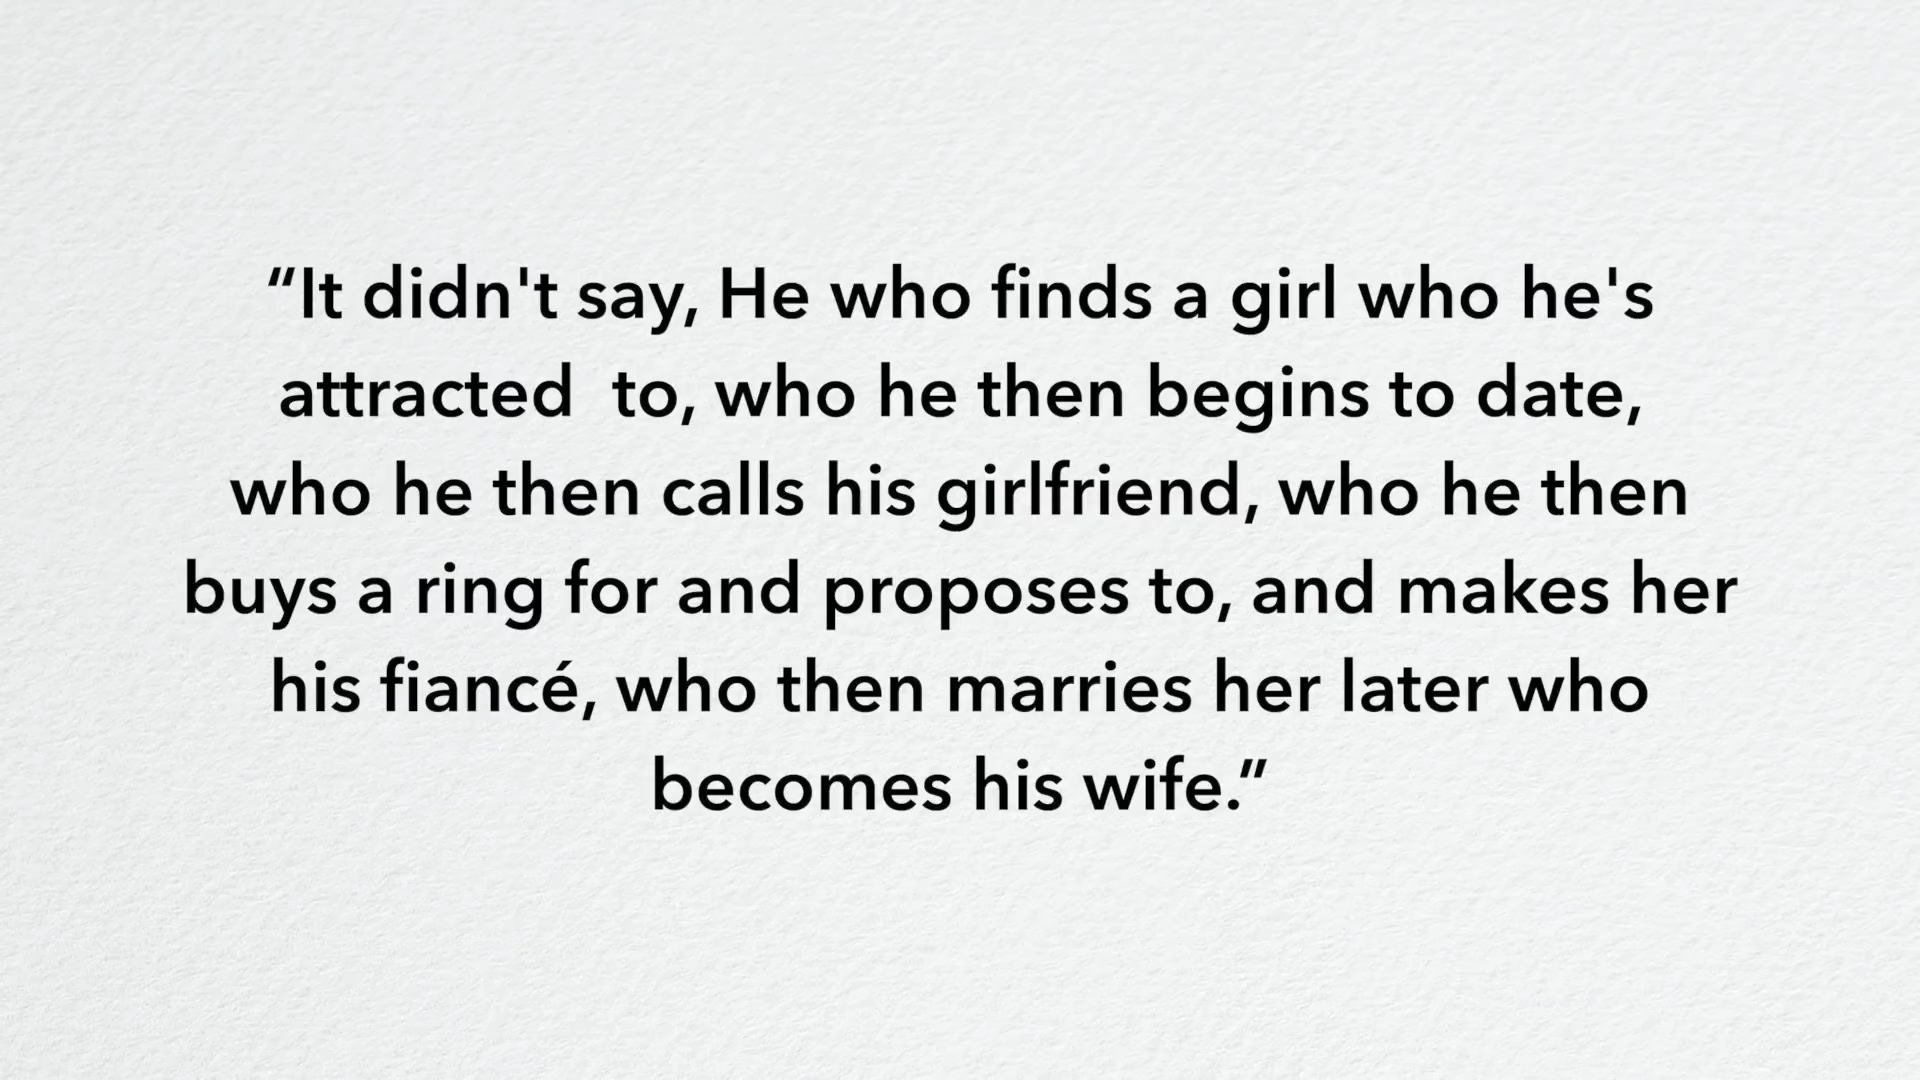 “It didn't say, He who finds a girl who he's
attracted  to, who he then begins to date,
who he then calls his girlfriend, who he then
buys a ring for and proposes to, and makes her
his fiancé, who then marries her later who
becomes his wife.”